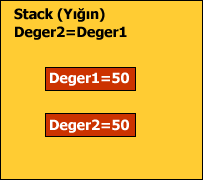 Stack (Yığın)
Deger2=Deger1
Deger1=50
Deger2=50